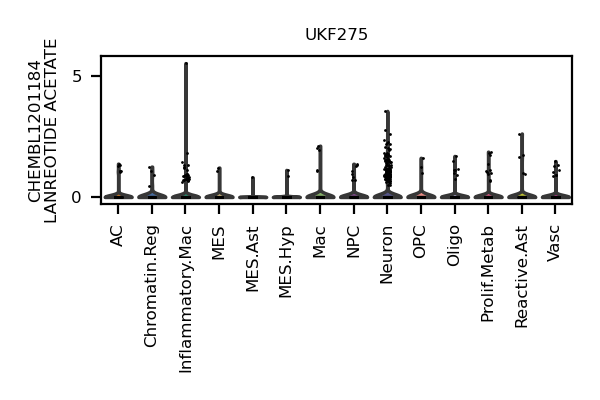 UKF275
CHEMBL1201184
LANREOTIDE ACETATE
5
0
AC
Chromatin.Reg
Inflammatory.Mac
MES
MES.Ast
MES.Hyp
Mac
NPC
Neuron
OPC
Oligo
Prolif.Metab
Reactive.Ast
Vasc